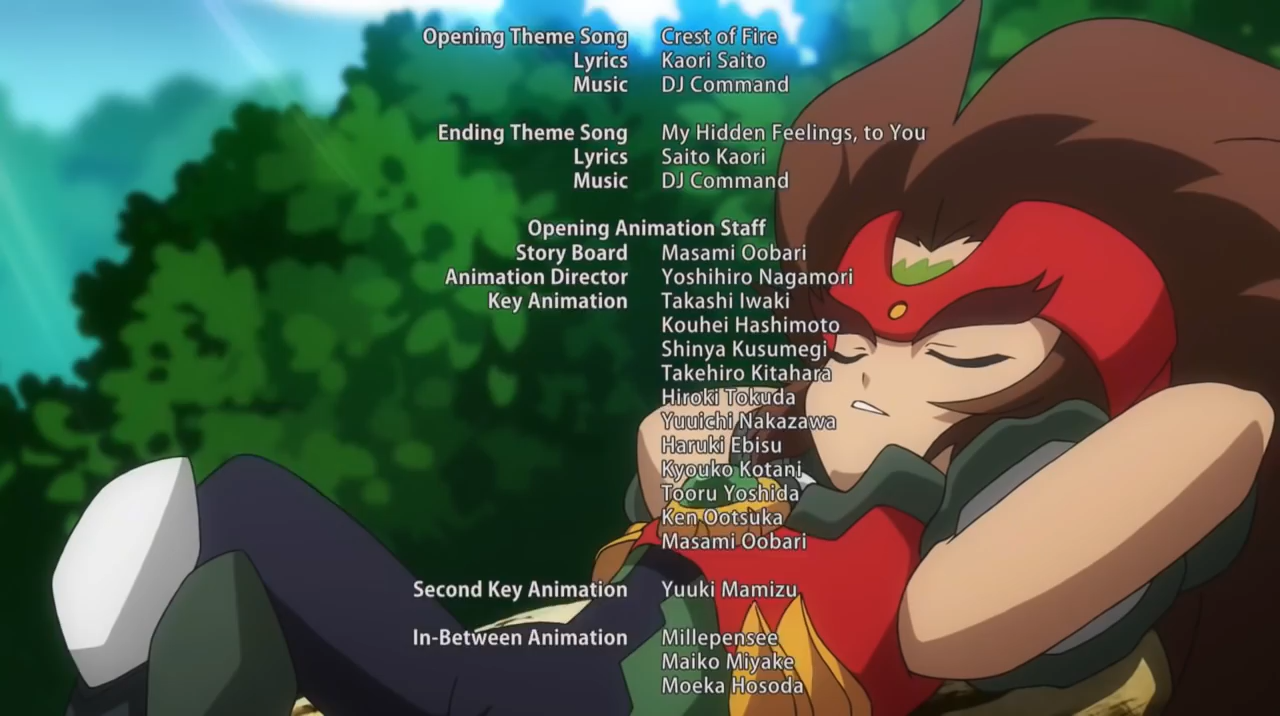 Opening Theme Song Crest of Fire
Lyrics Kaori Saito
Music DJ Command
Ending Theme Song My Hidden Feelings, to You
Lyrics Saito Kaori
Music DJ Command
Opening Animation Staff
Story Board Masami Oobari
Animation Director Yoshihiro Nagamori
Key Animation Takashi Iwaki
Kouhei Hashimoto
Shinya Kusumegi
Takehiro Kitahara
Hiroki Tokuda
Yuuichi Nakazawa
Haruki Ebisu
Kyouko Kotani
Tooru Yoshida
Ken Ootsuka
Masami Oobari
Second Key Animation Yuuki Mamizu
In-Between Animation Millepensee
Maiko Miyake
Moeka Hosoda